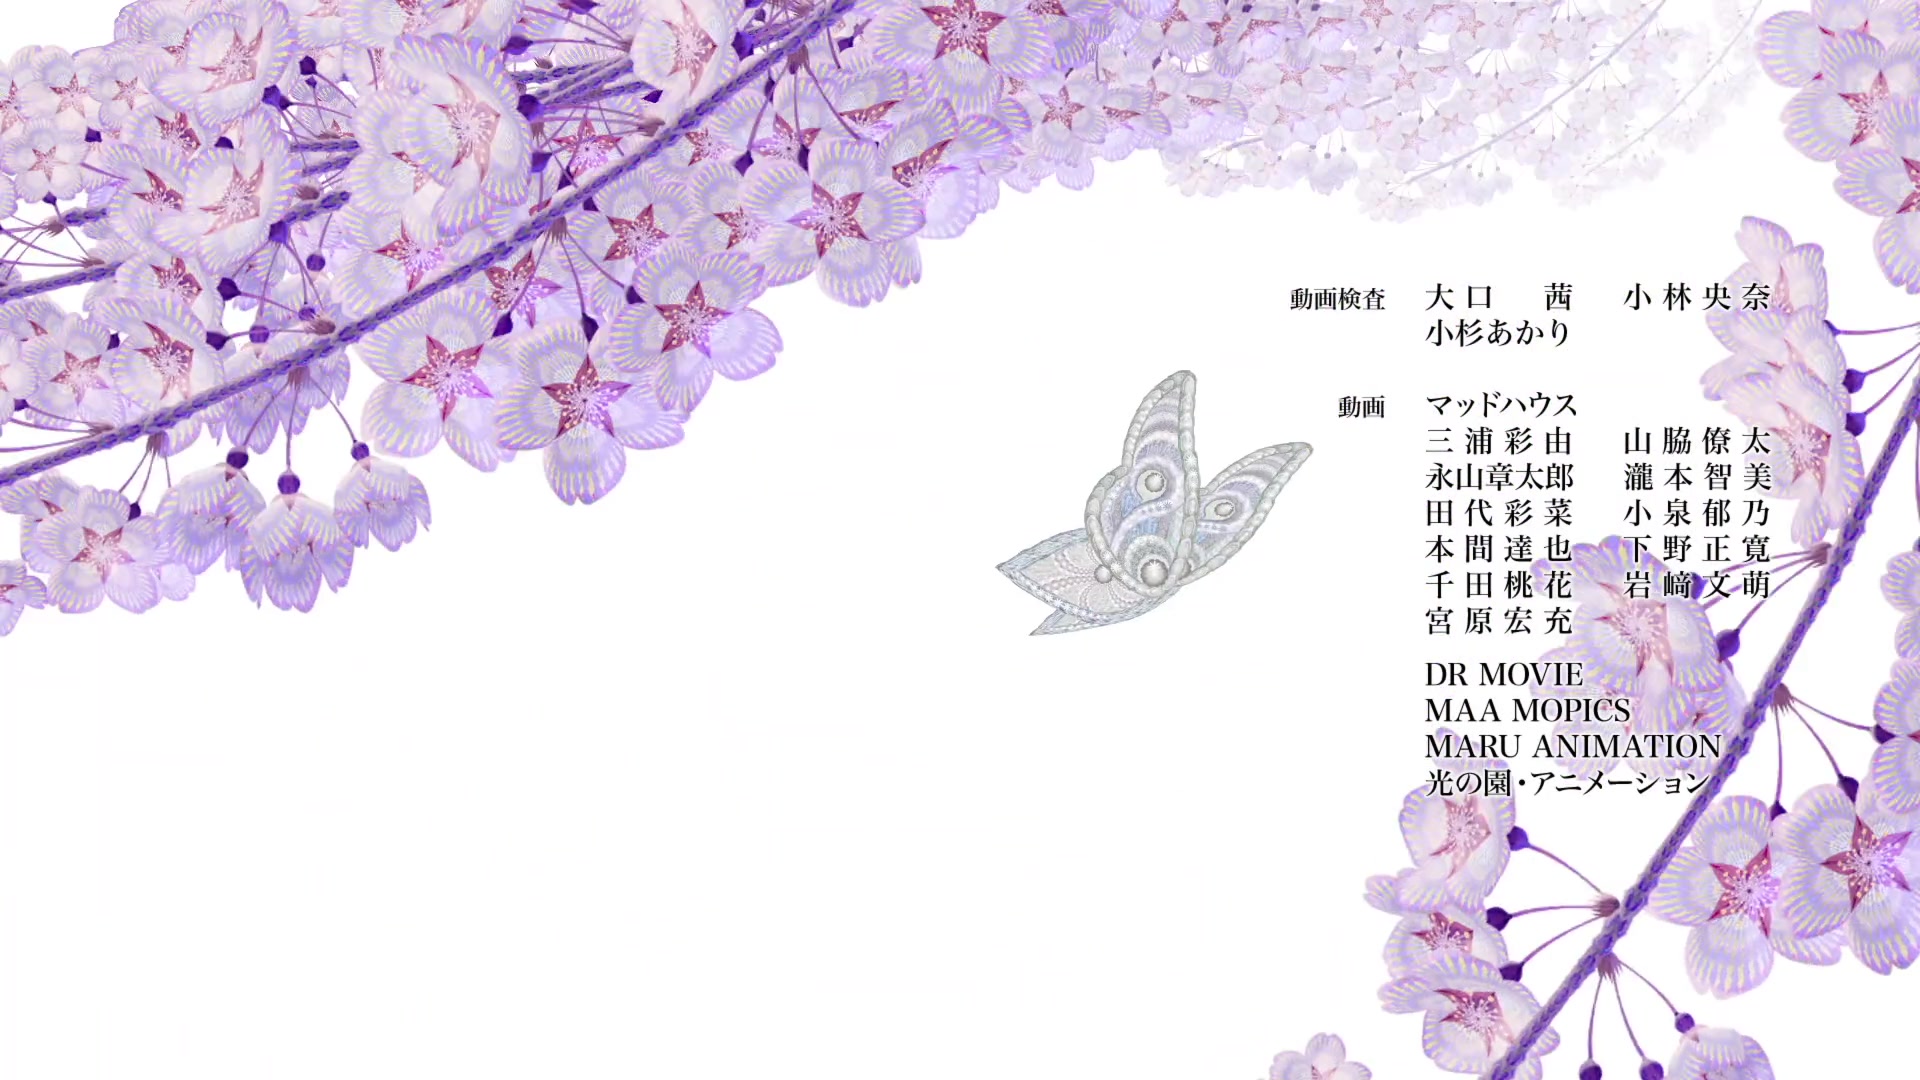 動画検査 大口 茜 小林央奈
小杉あかり
動画 マッドハウス
三浦彩由 山脇僚太
永山章太郎 瀧本智美
田代彩菜 小泉郁乃
本間達也 下野正寛
千田桃花 岩﨑文萌
宮原宏充
DR MOVIE
MAA MOPICS
MARU ANIMATION
光の園・アニメーション